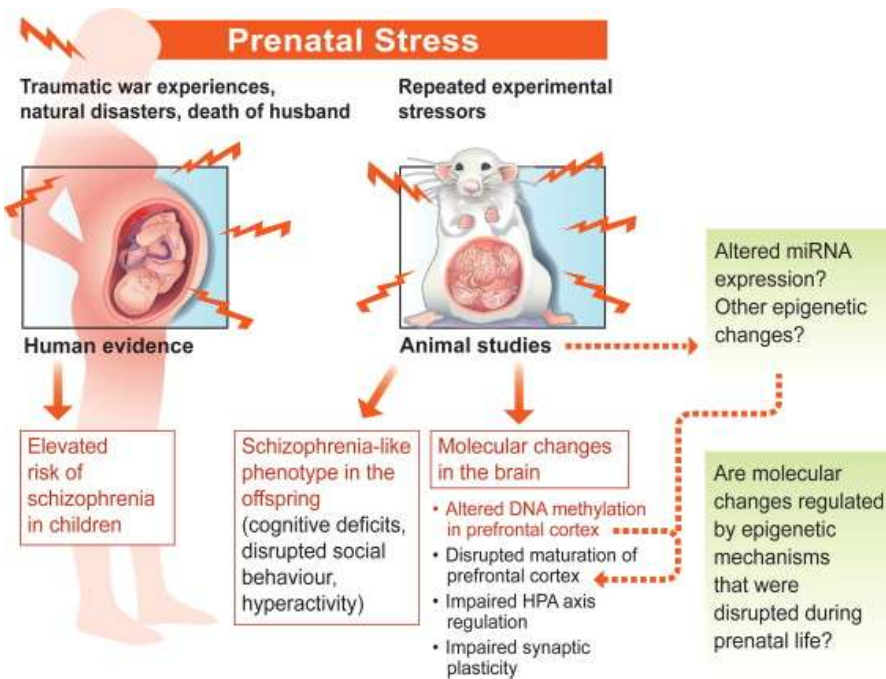 Prenatal Stress
Traumatic war experiences,
natural disasters, death of husband
Repeated experimental
stressors
Human evidence
Animal studies
Altered miRNA
expression?
Other epigenetic
changes?
Elevated
risk of
schizophrenia
in children
Schizophrenia-like
phenotype in the
offspring
(cognitive deficits,
disrupted social
behaviour,
hyperactivity)
Molecular changes
in the brain
• Altered DNA methylation
in prefrontal cortex
• Disrupted maturation of
prefrontal cortex
• Impaired HPA axis
regulation
• Impaired synaptic
plasticity
Are molecular
changes regulated
by epigenetic
mechanisms
that were
disrupted during
prenatal life?